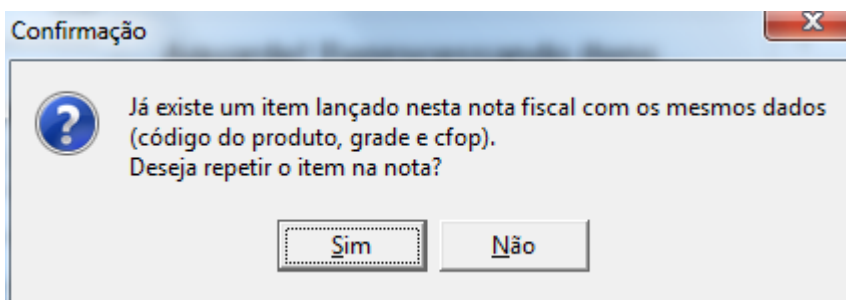 Confirmação
Já existe um item lançado nesta nota fiscal com os mesmos dados
(código do produto, grade e cfop).
Deseja repetir o item na nota?
Sim
Não